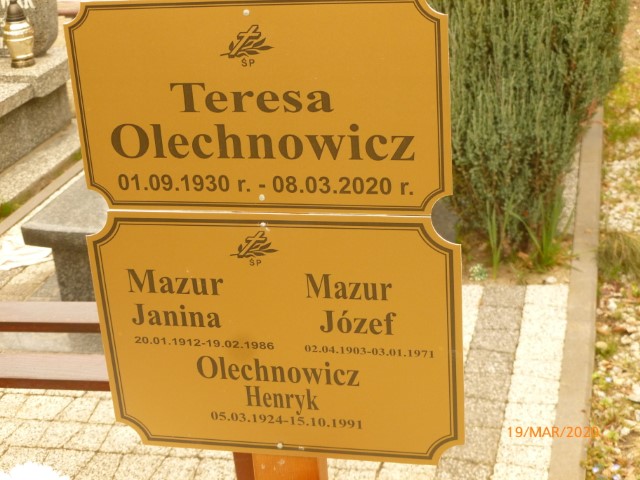 ŚP
Teresa
Olechnowicz
01.09.1930 r. - 08.03.2020 r.
ŚP
Mazur
Janina
20.01.1912-19.02.1986
Mazur
Józef
02.04.1903-03.01.1971
Olechnowicz
Henryk
05.03.1924-15.10.1991
19/MAR/2020